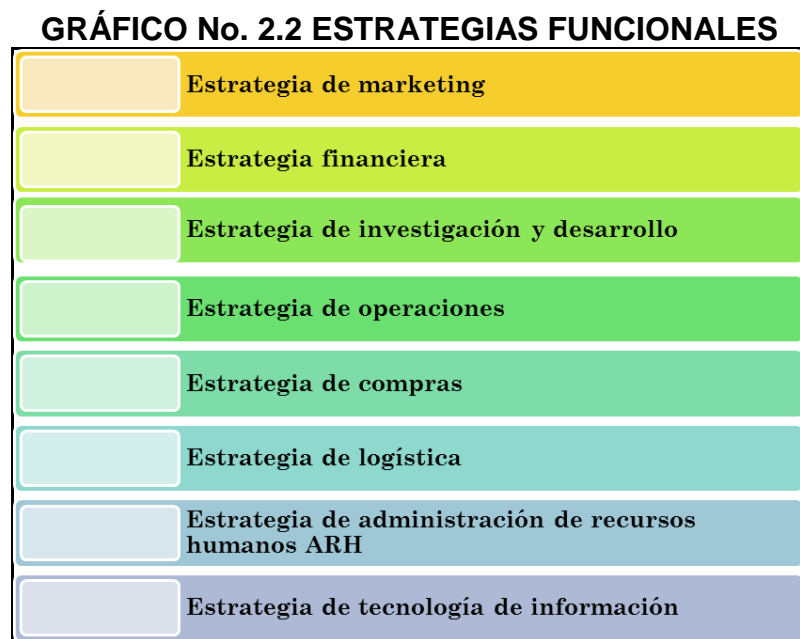 GRÁFICO No. 2.2 ESTRATEGIAS FUNCIONALES
Estrategia de marketing
Estrategia financiera
Estrategia de investigación y desarrollo
Estrategia de operaciones
Estrategia de compras
Estrategia de logística
Estrategia de administración de recursos
humanos ARH
Estrategia de tecnología de información